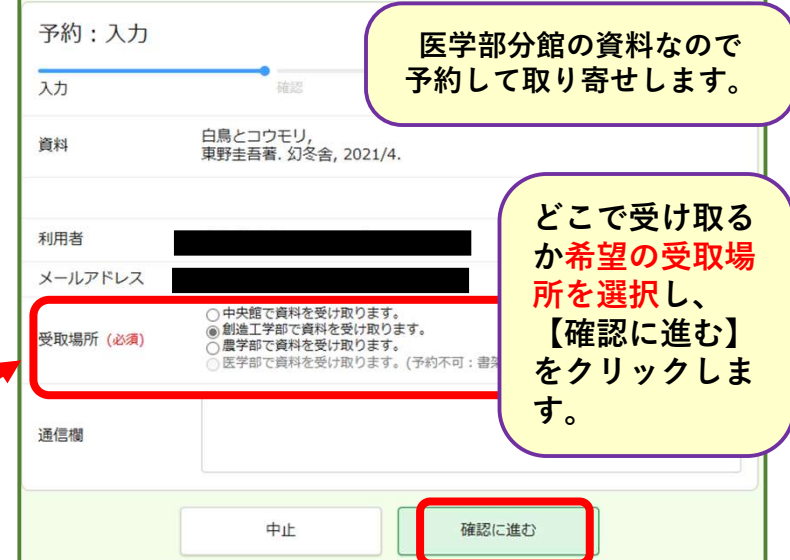 予約：入力
医学部分館の資料なので
予約して取り寄せします。
入力
確認
資料
白鳥とコウモリ,
東野圭吾著. 幻冬舎, 2021/4.
利用者
メールアドレス
どこで受け取る
か希望の受取場
所を選択し、
【確認に進む】
をクリックしま
す。
受取場所 (必須)
中央館で資料を受け取ります。
創造工学部で資料を受け取ります。
農学部で資料を受け取ります。
医学部で資料を受け取ります。(予約不可：書架
通信欄
中止
確認に進む